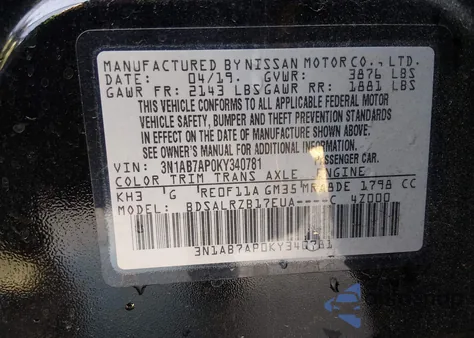 MANUFACTURED BY NISSAN MOTOR CO., LTD.
DATE: 04/19. GVWR: 3876 LBS
GAWR FR: 2143 LBS GAWR RR: 1881 LBS
THIS VEHICLE CONFORMS TO ALL APPLICABLE FEDERAL MOTOR
VEHICLE SAFETY, BUMPER AND THEFT PREVENTION STANDARDS
IN EFFECT ON THE DATE OF MANUFACTURE SHOWN ABOVE.
SEE OWNER'S MANUAL FOR ADDITIONAL INFORMATION.
VIN: 3N1AB7AP0KY340781 PASSENGER CAR.
COLOR TRIM TRANS AXLE ENGINE
KH3 G RE0F11A GM35 MRA8DE 1798 CC
MODEL: BDSALRZB17EUA----C 4Z000
3N1AB7AP0KY340781